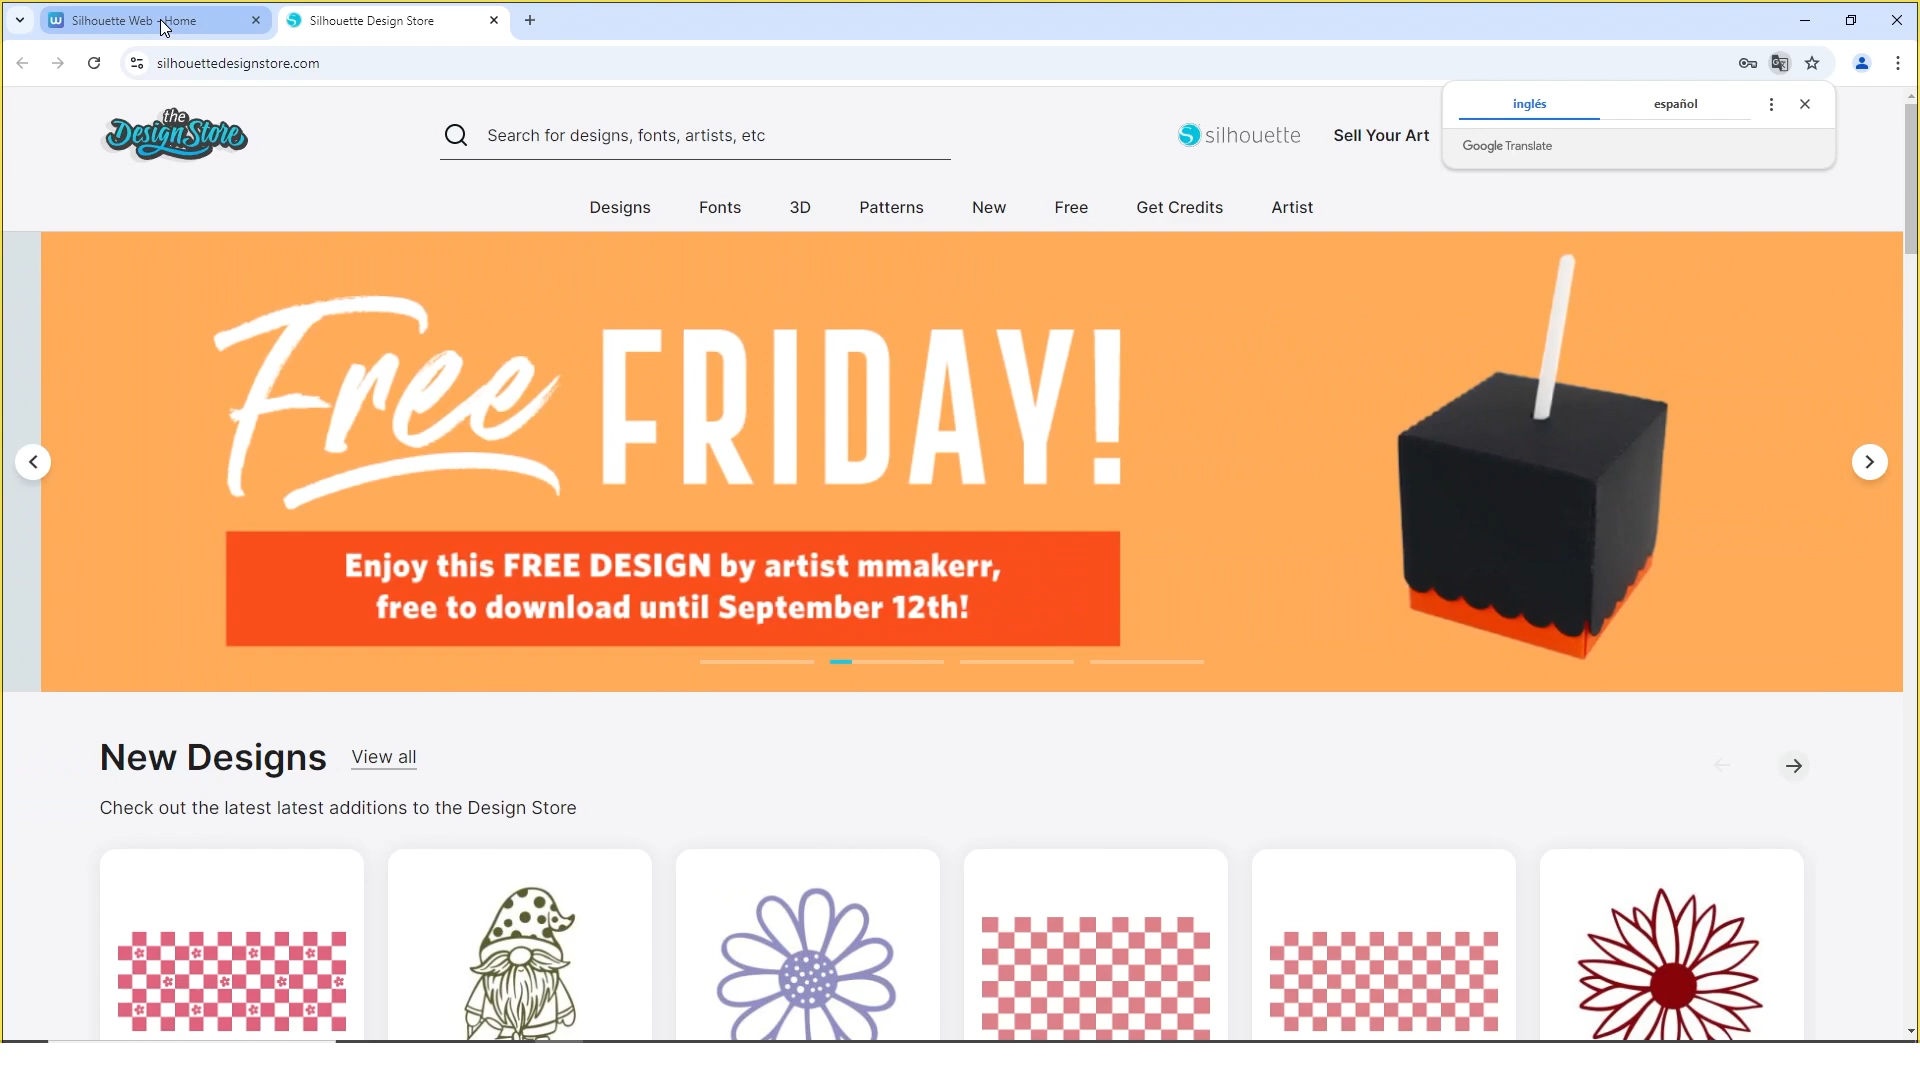 Silhouette Web - Home
Silhouette Design Store
silhouettedesignstore.com
inglés
español
Google Translate
the
Design Store
Search for designs, fonts, artists, etc
silhouette
Sell Your Art
Designs
Fonts
3D
Patterns
New
Free
Get Credits
Artist
Free FRIDAY!
Enjoy this FREE DESIGN by artist mmakerr,
free to download until September 12th!
New Designs
View all
Check out the latest latest additions to the Design Store